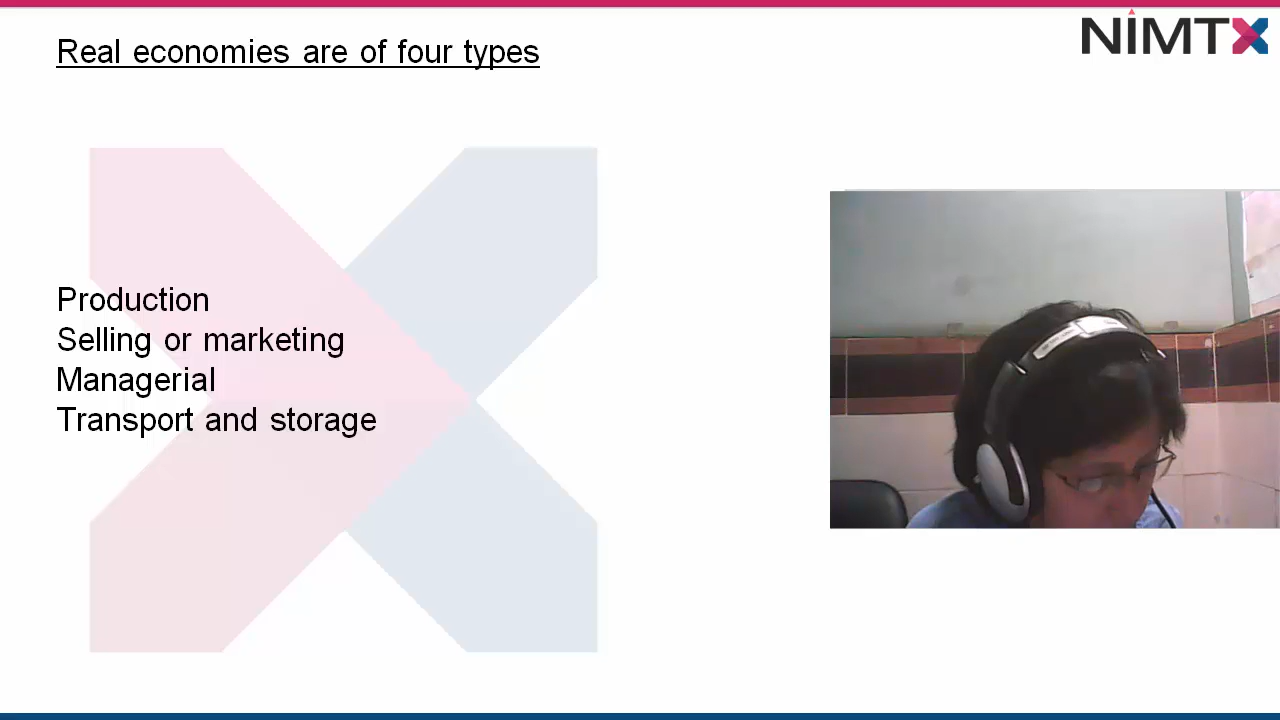 Real economies are of four types
NIMTX
Production
Selling or marketing
Managerial
Transport and storage